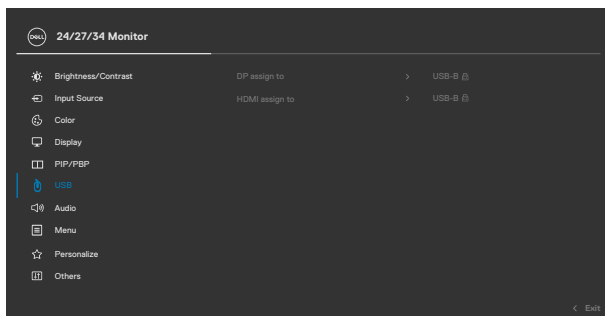 DELL 24/27/34 Monitor
Brightness/Contrast DP assign to > USB-B
Input Source HDMI assign to > USB-B
Color
Display
PIP/PBP
USB
Audio
Menu
Personalize
Others
< Exit